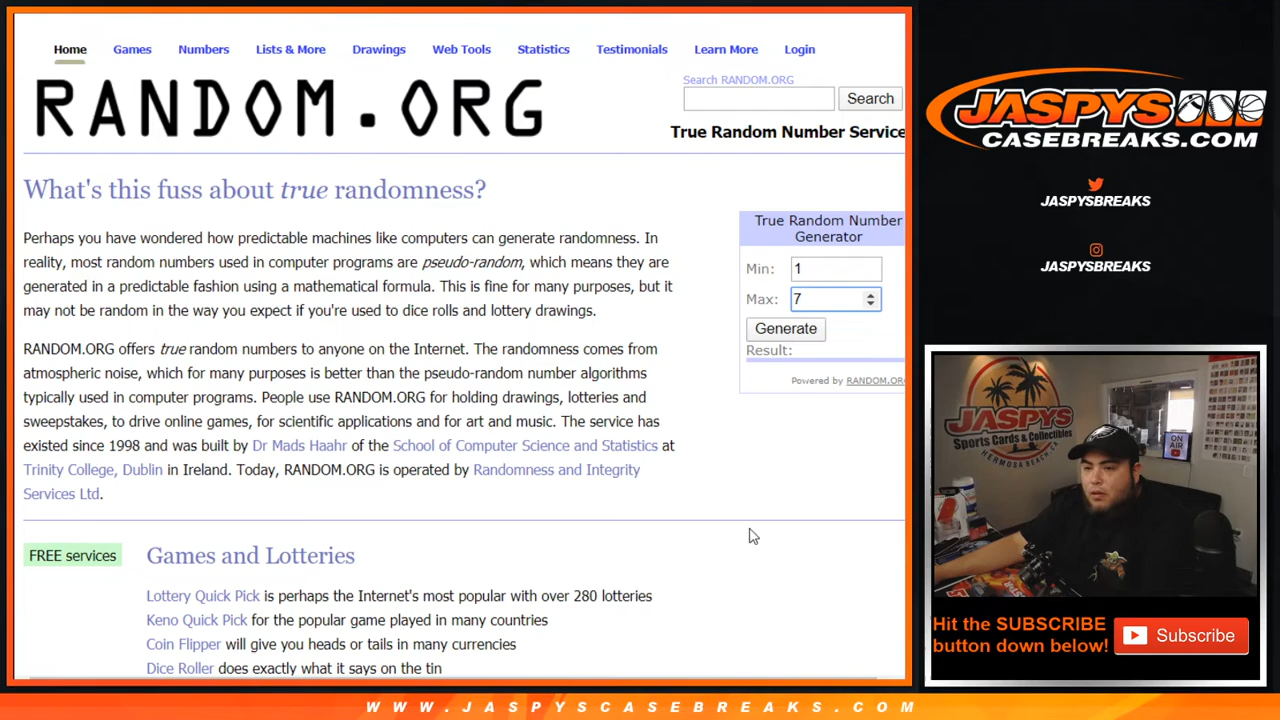 Home Games Numbers Lists & More Drawings Web Tools Statistics Testimonials Learn More Login
RANDOM.ORG
Search RANDOM.ORG
Search
True Random Number Service
What's this fuss about true randomness?
Perhaps you have wondered how predictable machines like computers can generate randomness. In
reality, most random numbers used in computer programs are pseudo-random, which means they are
generated in a predictable fashion using a mathematical formula. This is fine for many purposes, but it
may not be random in the way you expect if you're used to dice rolls and lottery drawings.
RANDOM.ORG offers true random numbers to anyone on the Internet. The randomness comes from
atmospheric noise, which for many purposes is better than the pseudo-random number algorithms
typically used in computer programs. People use RANDOM.ORG for holding drawings, lotteries and
sweepstakes, to drive online games, for scientific applications and for art and music. The service has
existed since 1998 and was built by Dr Mads Haahr of the School of Computer Science and Statistics at
Trinity College, Dublin in Ireland. Today, RANDOM.ORG is operated by Randomness and Integrity
Services Ltd.
True Random Number
Generator
Min: 1
Max: 7
Generate
Result:
Powered by RANDOM.ORG
FREE services
Games and Lotteries
Lottery Quick Pick is perhaps the Internet's most popular with over 280 lotteries
Keno Quick Pick for the popular game played in many countries
Coin Flipper will give you heads or tails in many currencies
Dice Roller does exactly what it says on the tin
JASPYS
CASEBREAKS.COM
JASPYSBREAKS
JASPYSBREAKS
JASPYS
Sports Cards & Collectibles
HERMOSA BEACH, CA
ON
AIR
Hit the SUBSCRIBE
button down below!
Subscribe
WWW.JASPYSCASEBREAKS.COM